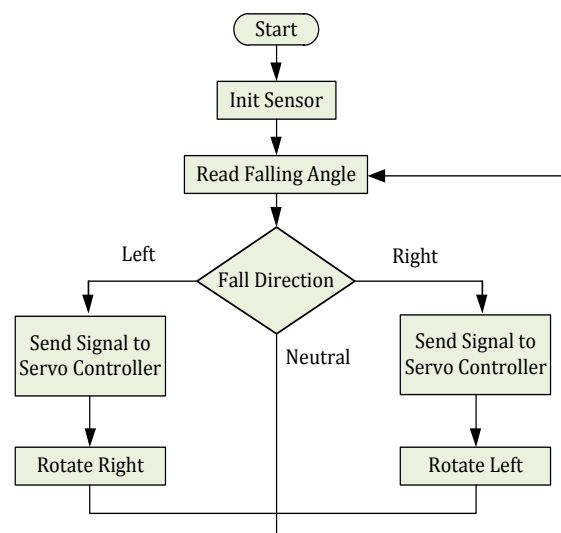 Start
Init Sensor
Read Falling Angle
Left
Right
Fall Direction
Send Signal to
Servo Controller
Neutral
Send Signal to
Servo Controller
Rotate Right
Rotate Left